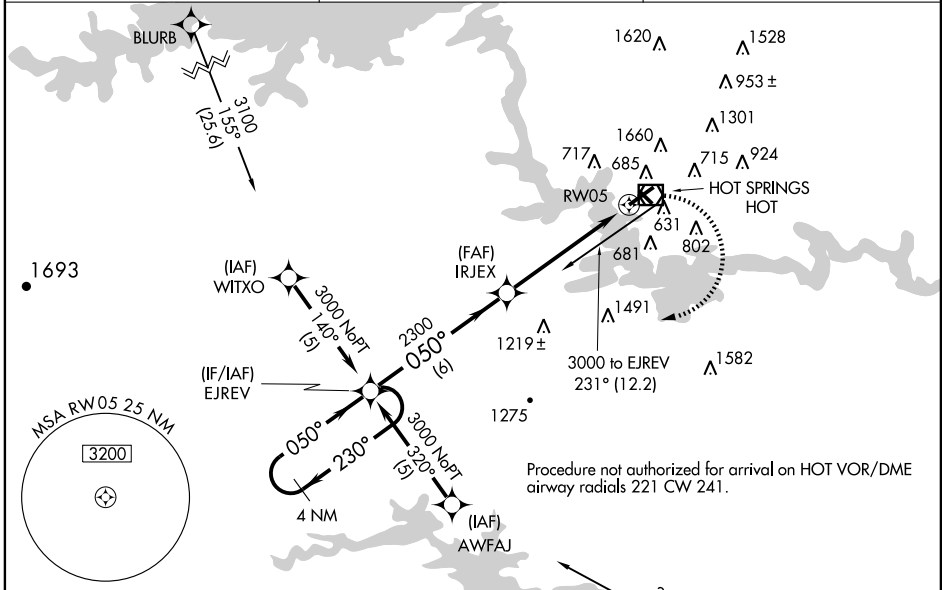 BLURB
3100
155°
(25.6)
1620
1528
953 ±
1301
1660
717
685
715
924
RW05
HOT SPRINGS
HOT
631
681
802
1693
(IAF)
WITXO
3000 NoPT
140°
(5)
(FAF)
IRJEX
2300
050°
(6)
1491
1219 ±
3000 to EJREV
231° (12.2)
1582
(IF/IAF)
EJREV
1275
050°
230°
3000 NoPT
320°
(5)
4 NM
(IAF)
AWFAJ
MSA RW05 25 NM
3200
Procedure not authorized for arrival on HOT VOR/DME
airway radials 221 CW 241.